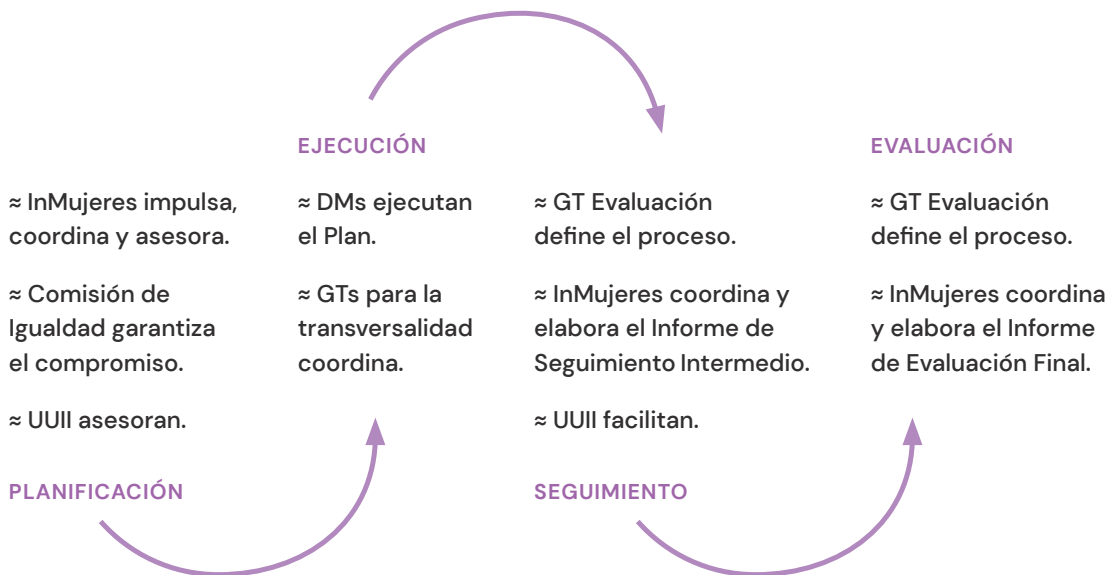 ≈ InMujeres impulsa,
coordina y asesora.
≈ Comisión de
Igualdad garantiza
el compromiso.
≈ UUII asesoran.
PLANIFICACIÓN
EJECUCIÓN
≈ DMs ejecutan
el Plan.
≈ GTs para la
transversalidad
coordina.
≈ GT Evaluación
define el proceso.
≈ InMujeres coordina y
elabora el Informe de
Seguimiento Intermedio.
≈ UUII facilitan.
SEGUIMIENTO
EVALUACIÓN
≈ GT Evaluación
define el proceso.
≈ InMujeres coordina
y elabora el Informe
de Evaluación Final.